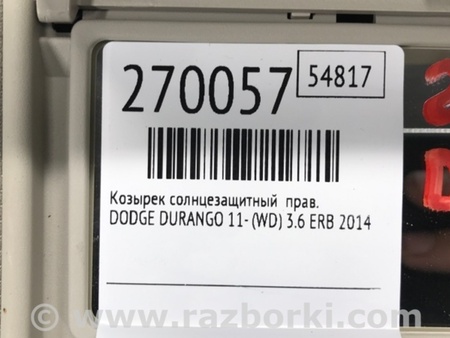 270057
54817
Козырек солнцезащитный прав.
DODGE DURANGO 11- (WD) 3.6 ERB 2014
© www.razborki.com